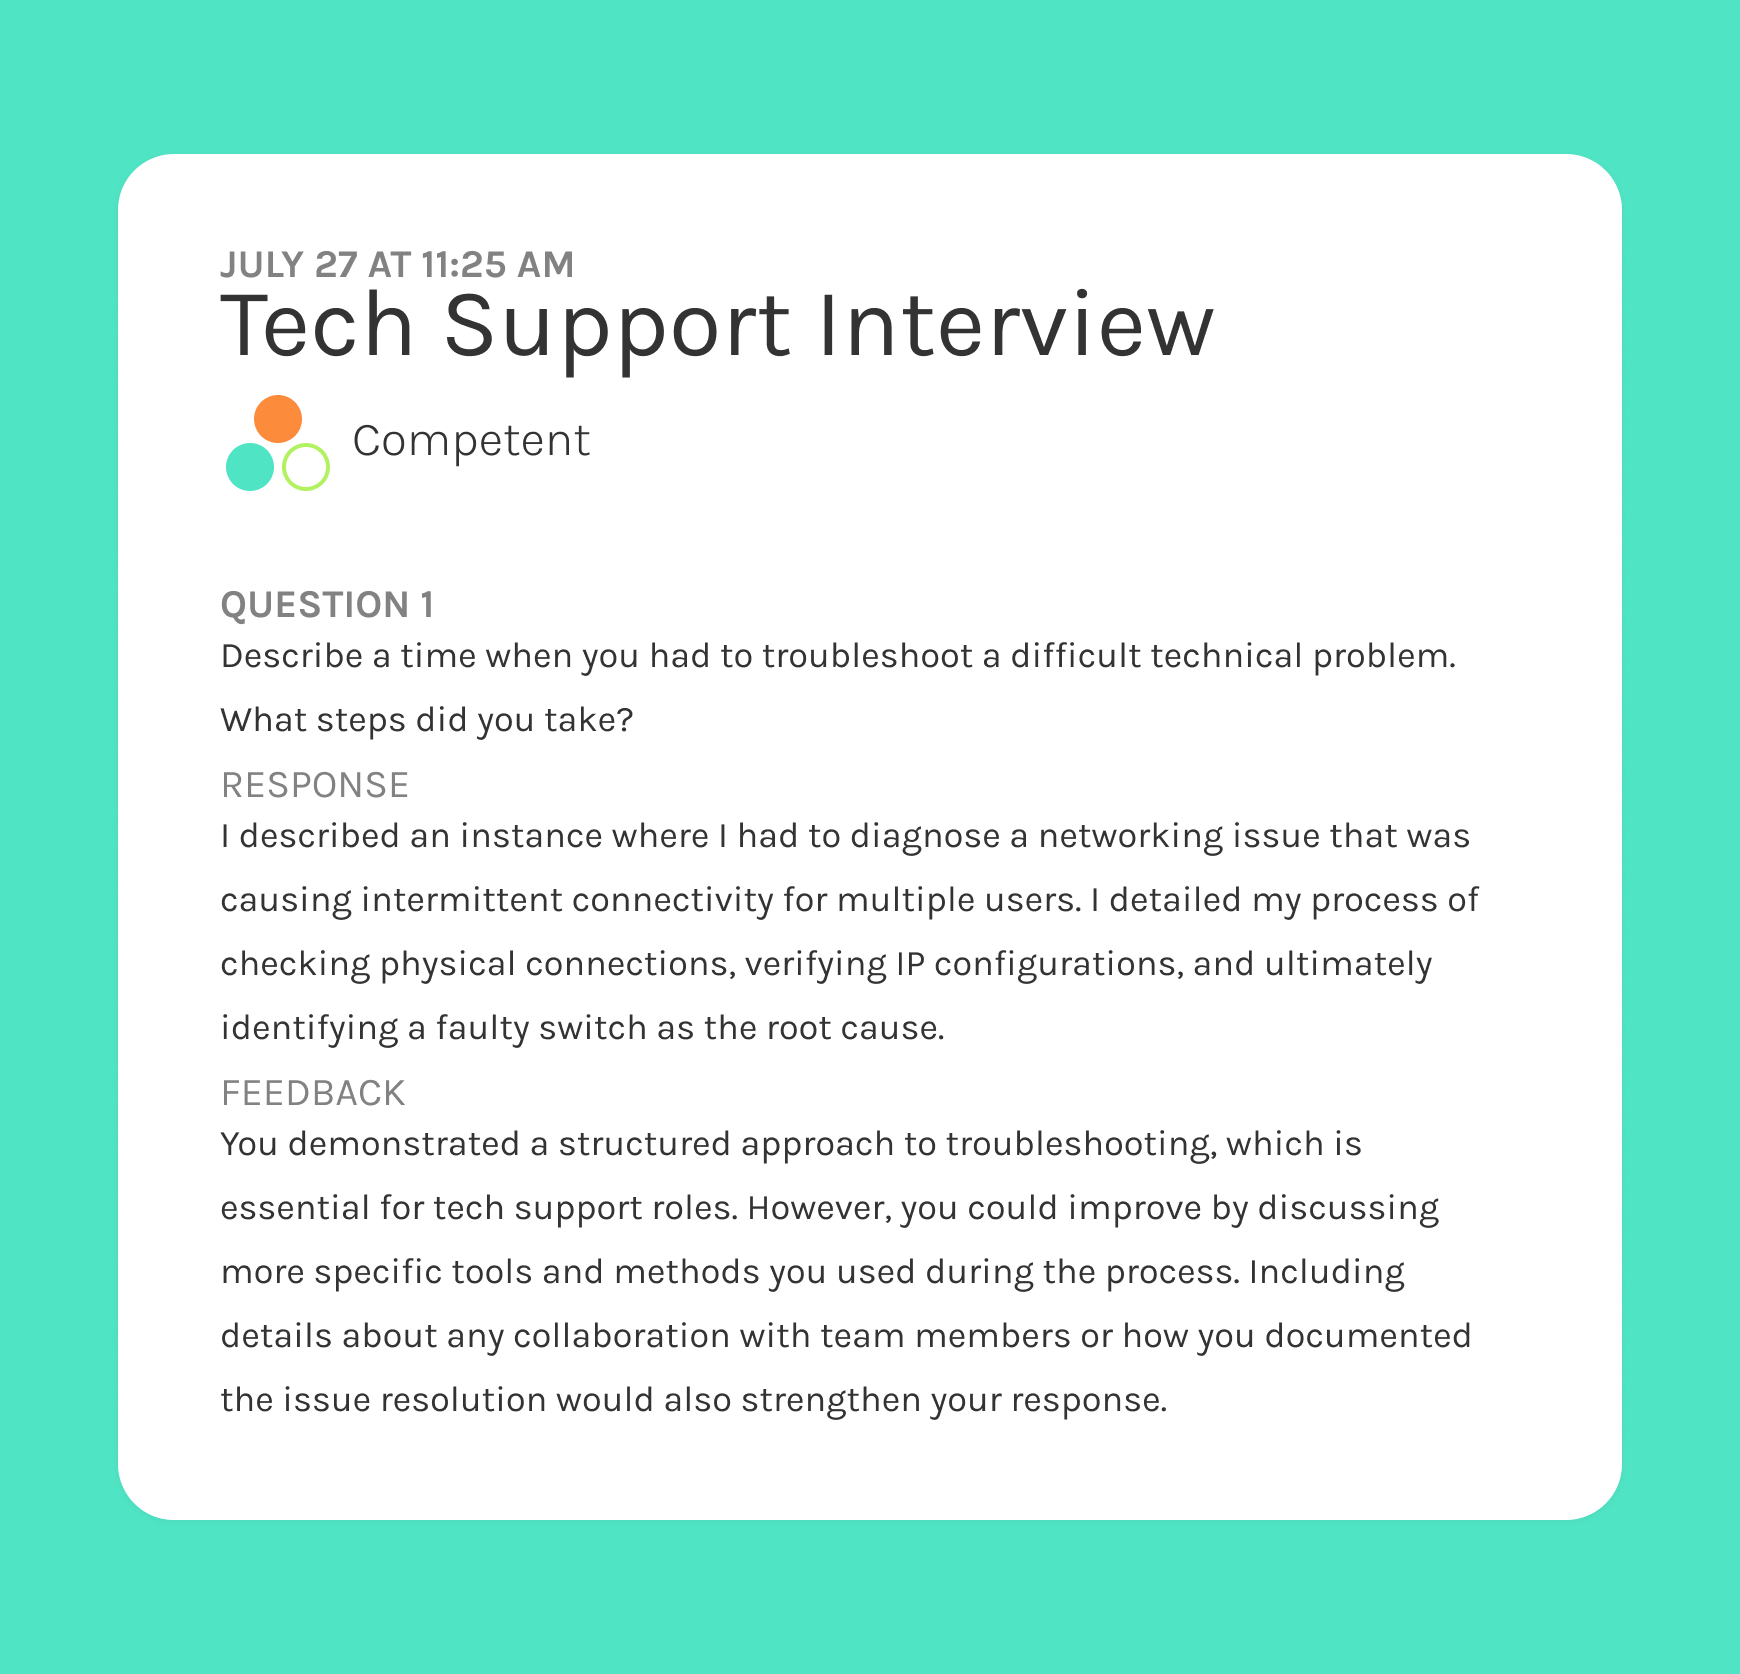 JULY 27 AT 11:25 AM
Tech Support Interview
Competent
QUESTION 1
Describe a time when you had to troubleshoot a difficult technical problem.
What steps did you take?
RESPONSE
I described an instance where I had to diagnose a networking issue that was
causing intermittent connectivity for multiple users. I detailed my process of
checking physical connections, verifying IP configurations, and ultimately
identifying a faulty switch as the root cause.
FEEDBACK
You demonstrated a structured approach to troubleshooting, which is
essential for tech support roles. However, you could improve by discussing
more specific tools and methods you used during the process. Including
details about any collaboration with team members or how you documented
the issue resolution would also strengthen your response.